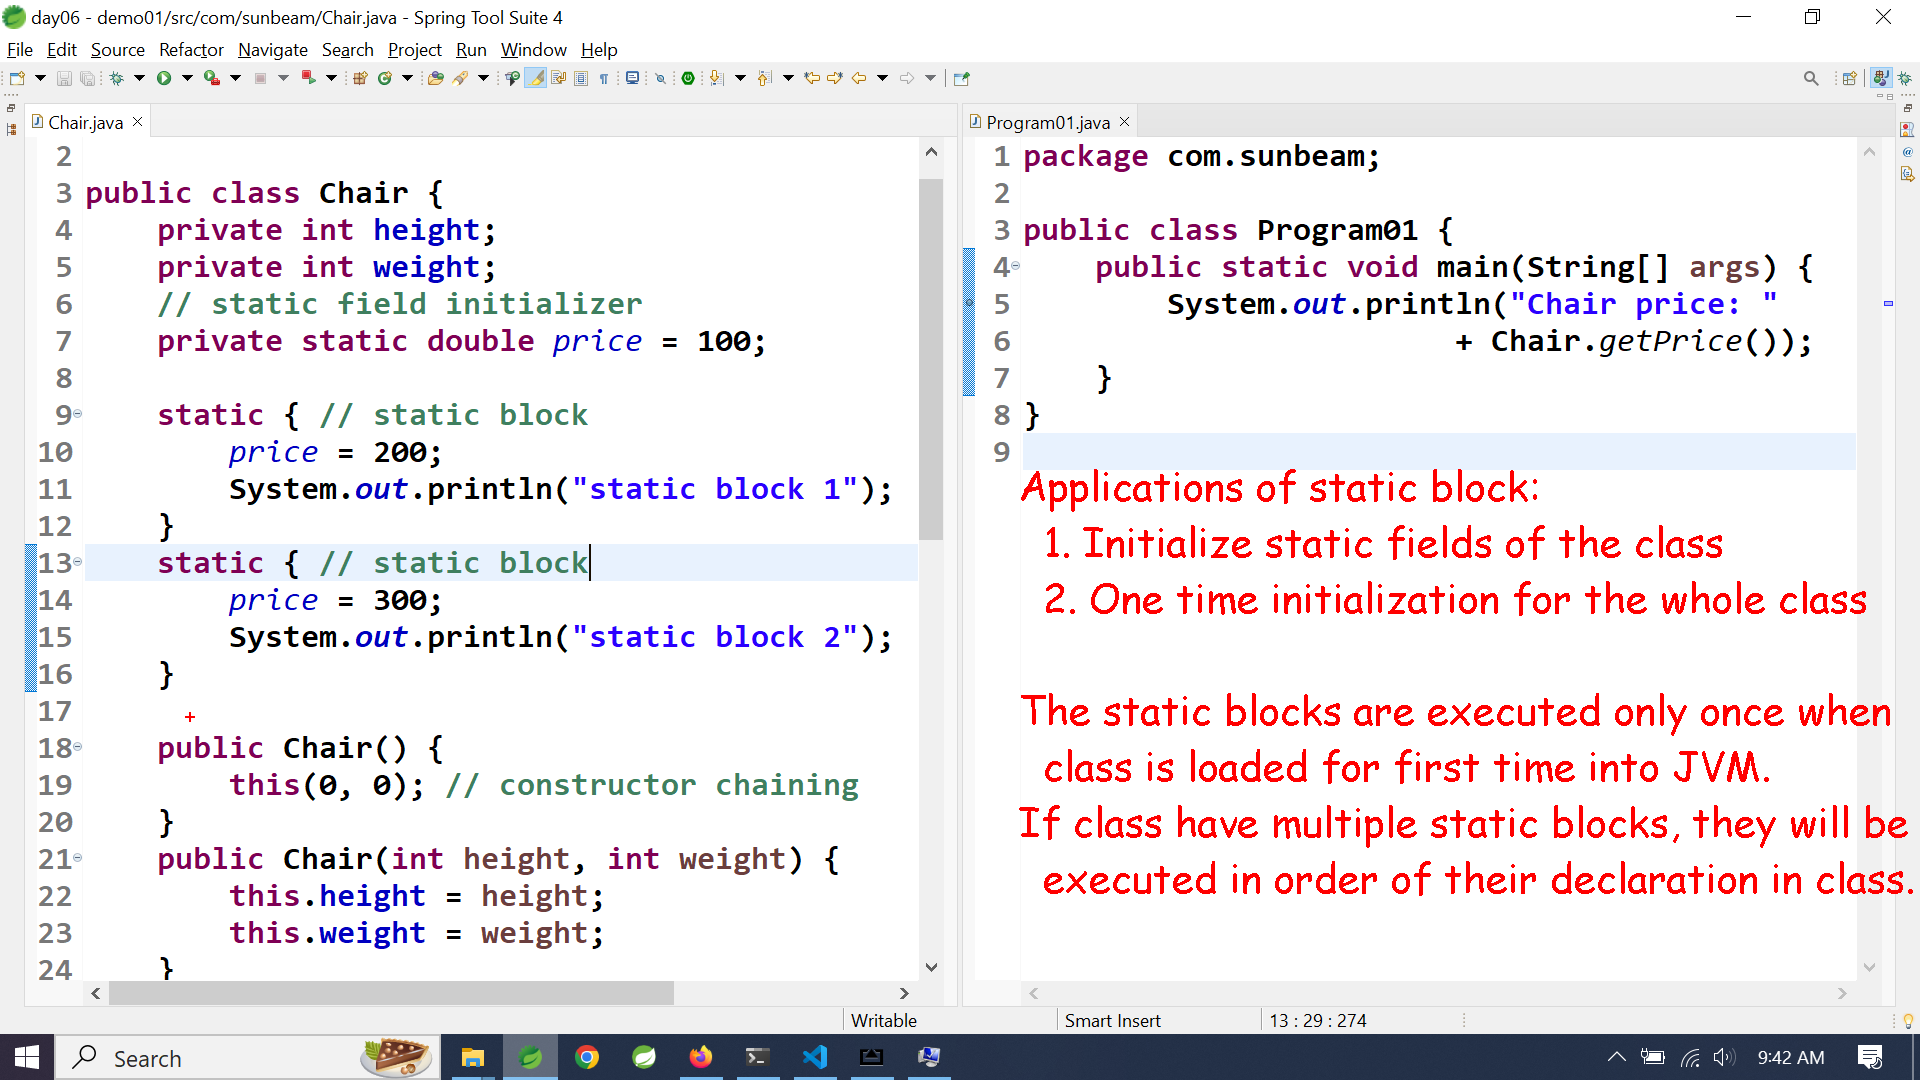 day06 - demo01/src/com/sunbeam/Chair.java - Spring Tool Suite 4
File Edit Source Refactor Navigate Search Project Run Window Help
Chair.java
2
3 public class Chair {
4 private int height;
5 private int weight;
6 // static field initializer
7 private static double price = 100;
8
9 static { // static block
10 price = 200;
11 System.out.println("static block 1");
12 }
13 static { // static block
14 price = 300;
15 System.out.println("static block 2");
16 }
17
18 public Chair() {
19 this(0, 0); // constructor chaining
20 }
21 public Chair(int height, int weight) {
22 this.height = height;
23 this.weight = weight;
24 }
Program01.java
1 package com.sunbeam;
2
3 public class Program01 {
4 public static void main(String[] args) {
5 System.out.println("Chair price: "
6 + Chair.getPrice());
7 }
8 }
9
Applications of static block:
1. Initialize static fields of the class
2. One time initialization for the whole class
The static blocks are executed only once when
class is loaded for first time into JVM.
If class have multiple static blocks, they will be
executed in order of their declaration in class.
Writable Smart Insert 13 : 29 : 274
Search 9:42 AM